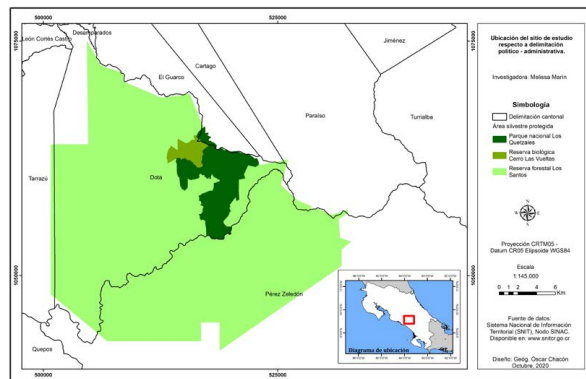 500000
525000
Desamparados
León Cortés Castro
Jiménez
Cartago
El Guarco
Paraíso
Turrialba
Tarrazú
Dota
Pérez Zeledón
Quepos
1075000
1050000
1075000
1050000
500000
525000
Diagrama de ubicación
Ubicación del sitio de estudio
respecto a delimitación
político - administrativa.
Investigadora: Melissa Marín
Simbología
Delimitación cantonal
Área silvestre protegida
Parque nacional Los
Quetzales
Reserva biológica
Cerro Las Vueltas
Reserva forestal Los
Santos
N
W
E
S
Proyección CRTM05 -
Datum CR05 Elipsoide WGS84
Escala
1:145,000
0 1 2 4 6
Km
Fuente de datos:
Sistema Nacional de Información
Territorial (SNIT), Nodo SINAC.
Disponible en: www.snitcr.go.cr
Diseño: Geóg. Óscar Chacón
Octubre, 2020